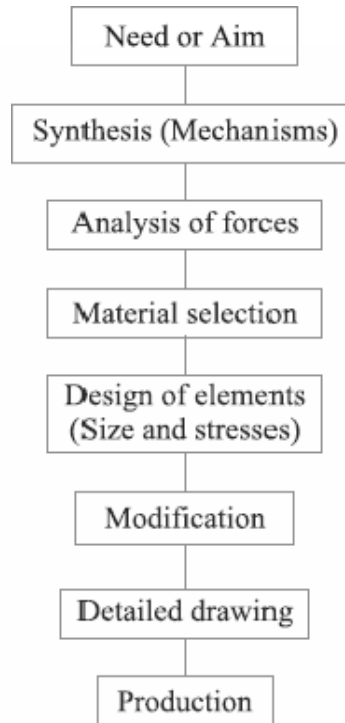 Need or Aim
Synthesis (Mechanisms)
Analysis of forces
Material selection
Design of elements
(Size and stresses)
Modification
Detailed drawing
Production